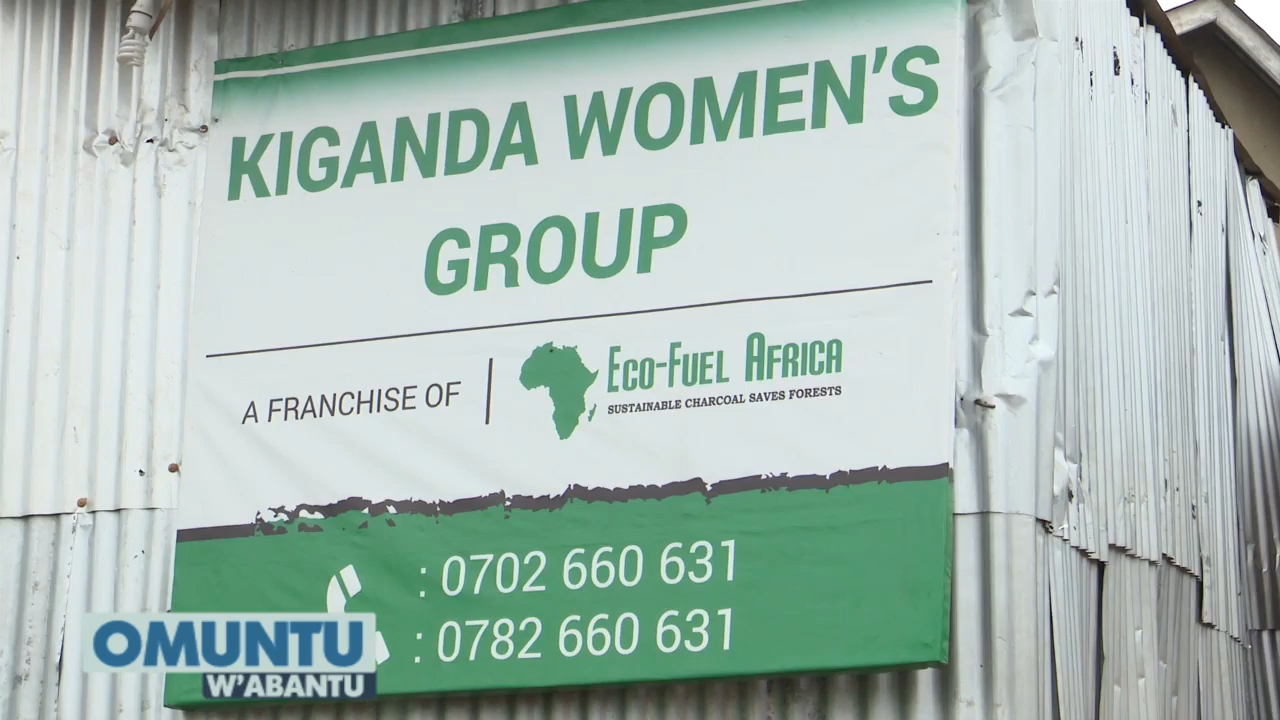 KIGANDA WOMEN'S
GROUP
A FRANCHISE OF
ECO-FUEL AFRICA
SUSTAINABLE CHARCOAL SAVES FORESTS
: 0702 660 631
: 0782 660 631
OMUNTU
W'ABANTU